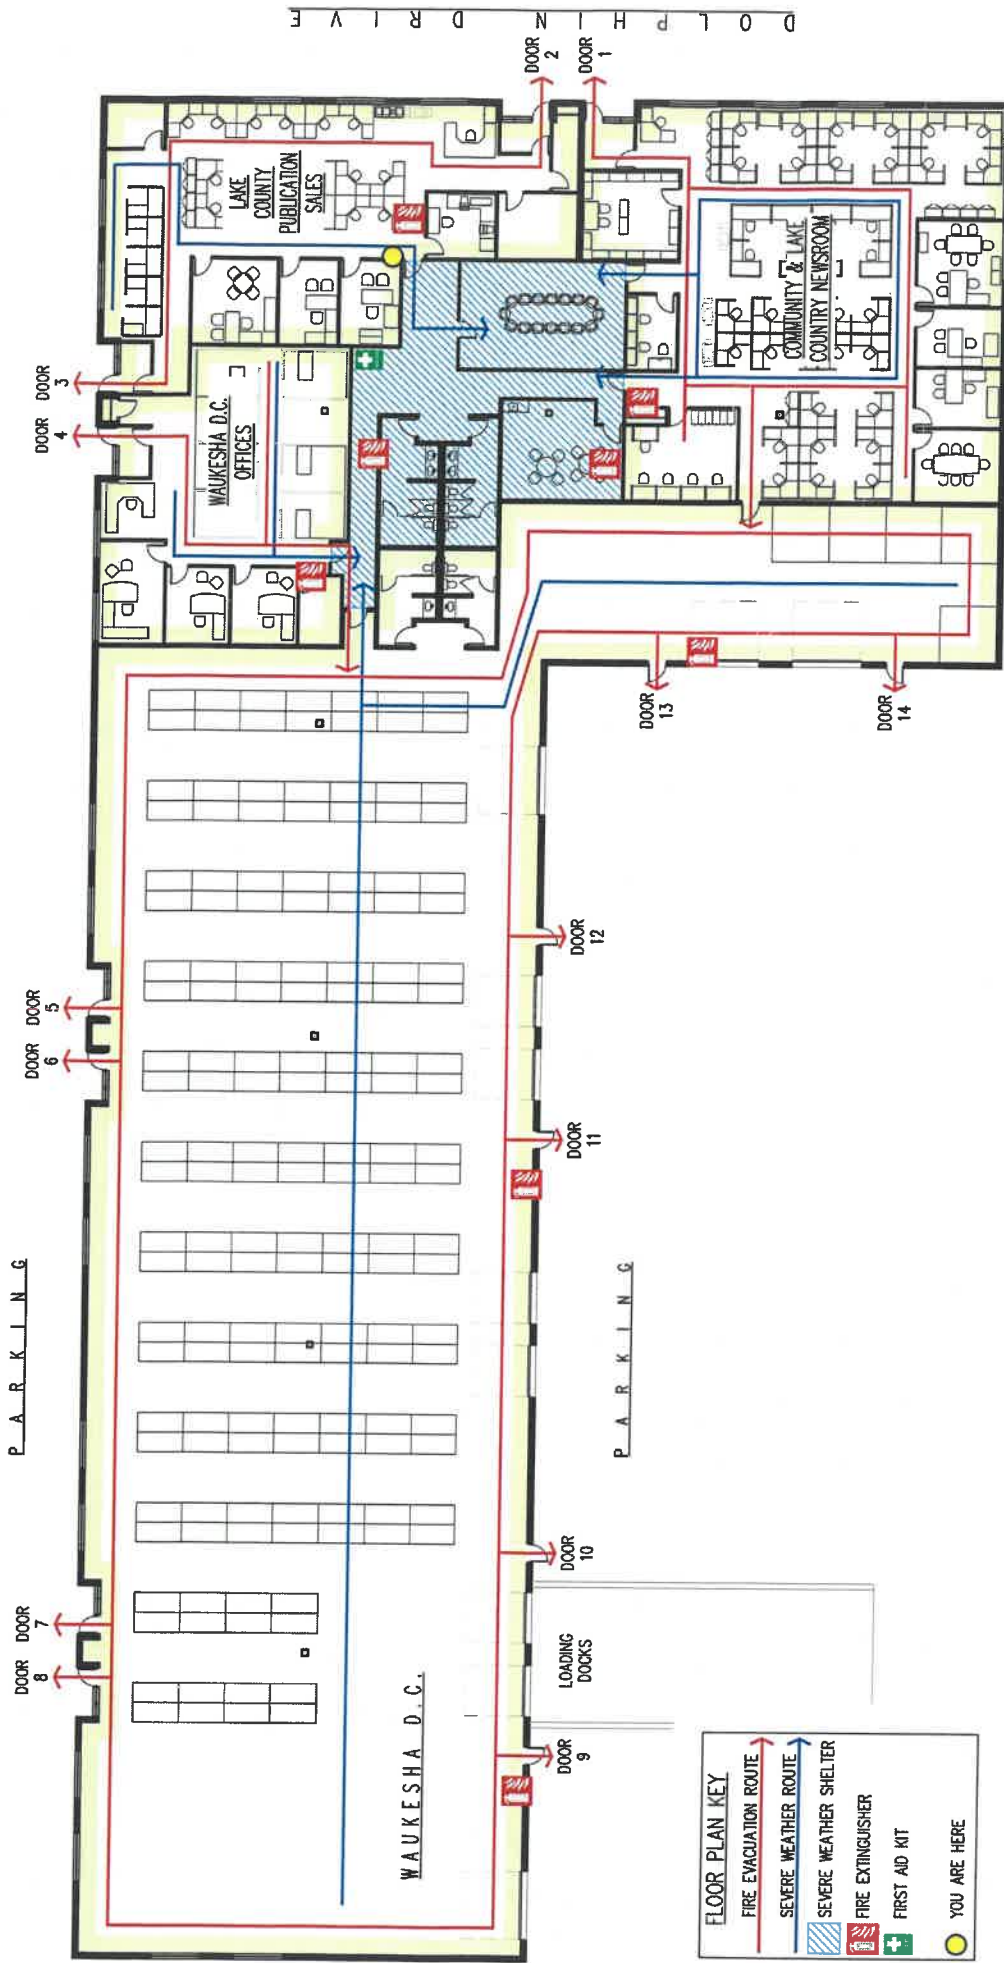 DOLPHIN DRIVE
DOOR
1
DOOR
2
DOOR
3
DOOR
4
DOOR
5
DOOR
6
DOOR
7
DOOR
8
DOOR
9
DOOR
10
DOOR
11
DOOR
12
DOOR
13
DOOR
14
PARKING
PARKING
LAKE
COUNTY
PUBLICATION
SALES
WAUKESHA D.C.
OFFICES
COMMUNITY & LAKE
COUNTRY NEWSROOM
WAUKESHA D.C.
LOADING
DOCKS
FLOOR PLAN KEY
FIRE EVACUATION ROUTE
SEVERE WEATHER ROUTE
SEVERE WEATHER SHELTER
FIRE EXTINGUISHER
FIRST AID KIT
YOU ARE HERE